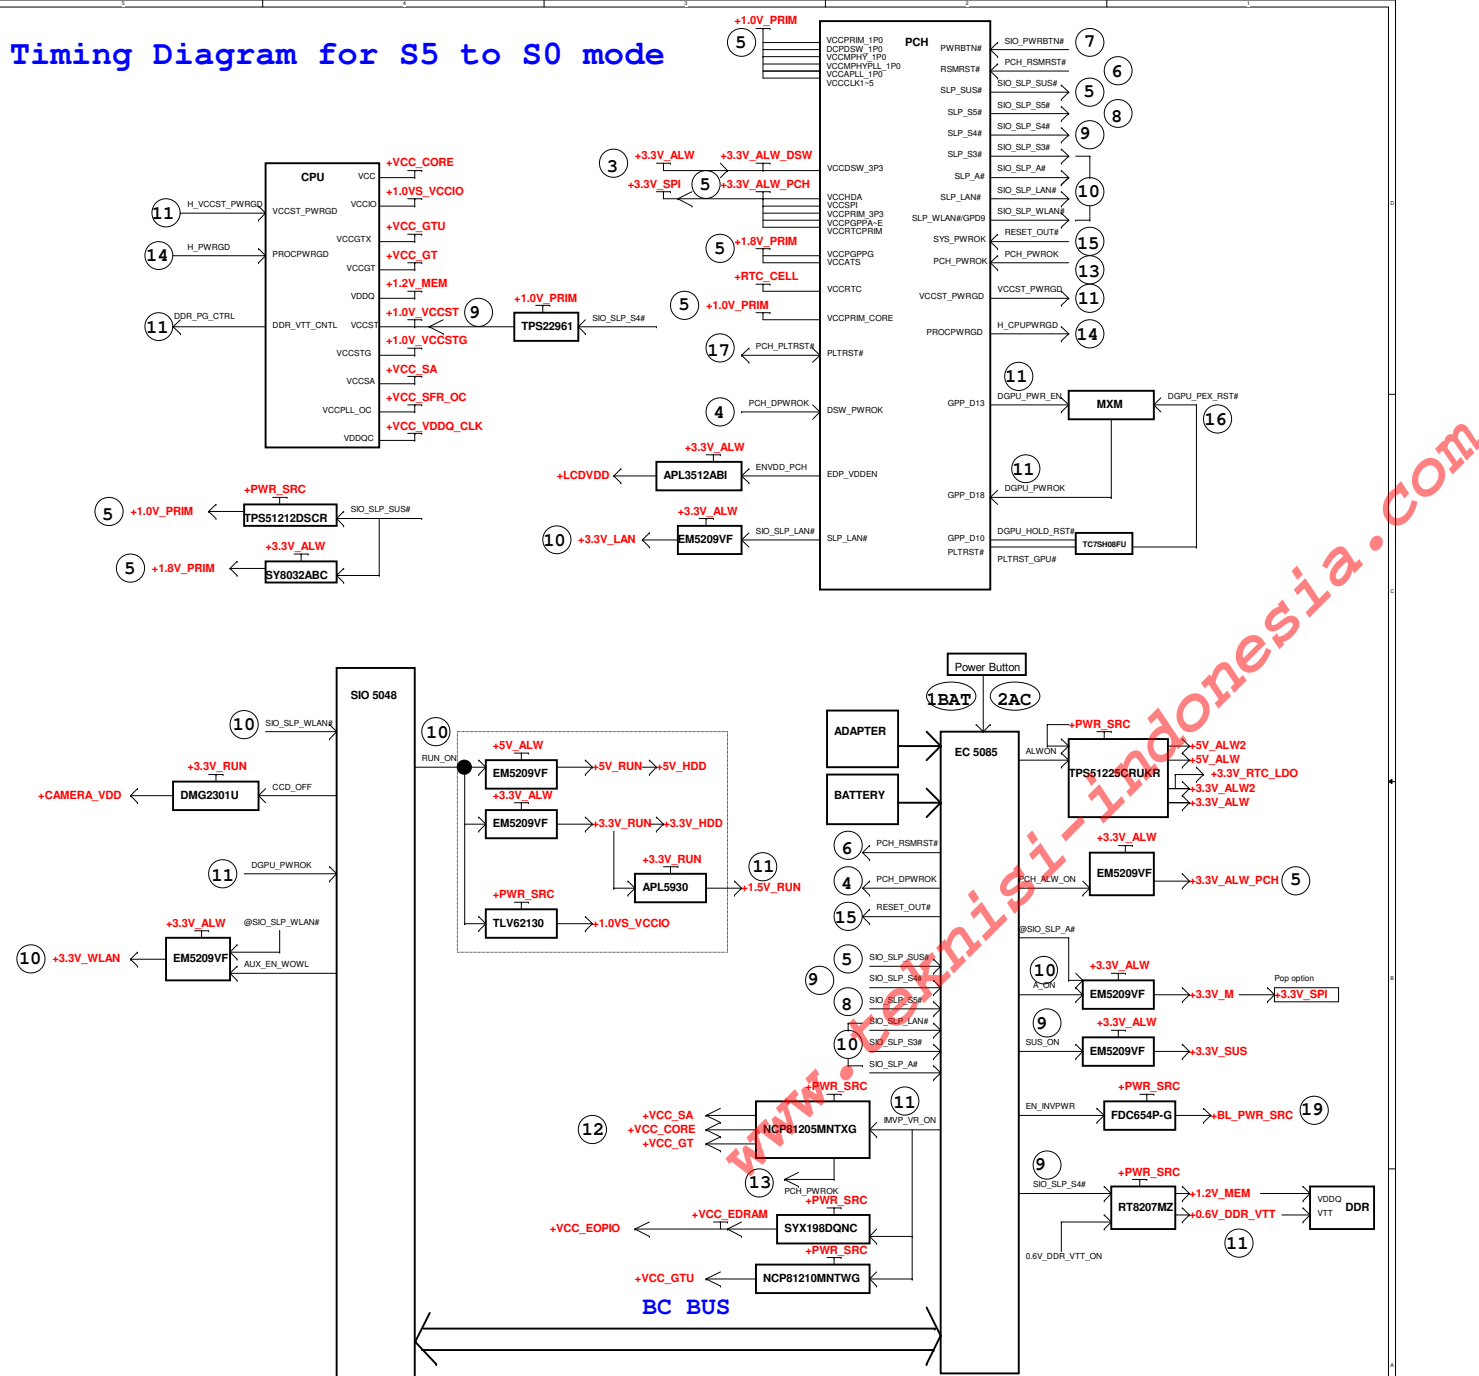 Timing Diagram for S5 to S0 mode
+1.0V_PRIM
5
VCCPRIM_1P0
DCPDSW_1P0
VCCMPHY_1P0
VCCMPHYPLL_1P0
VCCAPLL_1P0
VCCCLK1~5
PCH
PWRBTN#
SIO_PWRBTN#
7
RSMRST#
PCH_RSMRST#
6
SLP_SUS#
SIO_SLP_SUS#
5
SLP_S5#
SIO_SLP_S5#
8
SLP_S4#
SIO_SLP_S4#
9
SLP_S3#
SIO_SLP_S3#
SLP_A#
SIO_SLP_A#
10
SLP_LAN#
SIO_SLP_LAN#
SLP_WLAN#/GPD9
SIO_SLP_WLAN#
SYS_PWROK
RESET_OUT#
15
PCH_PWROK
PCH_PWROK
13
VCCST_PWRGD
VCCST_PWRGD
11
PROCPWRGD
H_CPUPWRGD
14
3
+3.3V_ALW
+3.3V_ALW_DSW
VCCDSW_3P3
+3.3V_SPI
5
+3.3V_ALW_PCH
VCCHDA
VCCSPI
VCCPRIM_3P3
VCCPGPPA~E
VCCRTCPRIM
5
+1.8V_PRIM
VCCPGPPG
VCCATS
+RTC_CELL
VCCRTC
5
+1.0V_PRIM
VCCPRIM_CORE
17
PCH_PLTRST#
PLTRST#
4
PCH_DPWROK
DSW_PWROK
+3.3V_ALW
+LCDVDD
APL3512ABI
ENVDD_PCH
EDP_VDDEN
+3.3V_ALW
10
+3.3V_LAN
EM5209VF
SIO_SLP_LAN#
SLP_LAN#
11
GPP_D13
DGPU_PWR_EN
MXM
DGPU_PEX_RST#
16
11
GPP_D18
DGPU_PWROK
GPP_D10
DGPU_HOLD_RST#
PLTRST#
PLTRST_GPU#
TC7SH08FU
CPU
+VCC_CORE
VCC
+1.0VS_VCCIO
VCCIO
11
H_VCCST_PWRGD
VCCST_PWRGD
+VCC_GTU
VCCGTX
14
H_PWRGD
PROCPWRGD
+VCC_GT
VCCGT
+1.2V_MEM
VDDQ
11
DDR_PG_CTRL
DDR_VTT_CNTL
+1.0V_VCCST
VCCST
9
+1.0V_PRIM
TPS22961
SIO_SLP_S4#
+1.0V_VCCSTG
VCCSTG
+VCC_SA
VCCSA
+VCC_SFR_OC
VCCPLL_OC
+VCC_VDDQ_CLK
VDDQC
+PWR_SRC
5
+1.0V_PRIM
TPS51212DSCR
SIO_SLP_SUS#
+3.3V_ALW
5
+1.8V_PRIM
SY8032ABC
SIO 5048
10
SIO_SLP_WLAN#
+3.3V_RUN
+CAMERA_VDD
DMG2301U
CCD_OFF
11
DGPU_PWROK
+3.3V_ALW
@SIO_SLP_WLAN#
10
+3.3V_WLAN
EM5209VF
AUX_EN_WOWL
10
RUN_ON
+5V_ALW
EM5209VF
+5V_RUN
+5V_HDD
+3.3V_ALW
EM5209VF
+3.3V_RUN
+3.3V_HDD
+3.3V_RUN
APL5930
11
+1.5V_RUN
+PWR_SRC
TLV62130
+1.0VS_VCCIO
Power Button
1BAT
2AC
ADAPTER
BATTERY
EC 5085
ALWON
+PWR_SRC
TPS51225CRUKR
+5V_ALW2
+5V_ALW
+3.3V_RTC_LDO
+3.3V_ALW2
+3.3V_ALW
6
PCH_RSMRST#
4
PCH_DPWROK
15
RESET_OUT#
+3.3V_ALW
PCH_ALW_ON
EM5209VF
+3.3V_ALW_PCH
5
5
SIO_SLP_SUS#
9
SIO_SLP_S4#
8
SIO_SLP_S5#
SIO_SLP_LAN#
10
SIO_SLP_S3#
SIO_SLP_A#
@SIO_SLP_A#
10
A_ON
+3.3V_ALW
EM5209VF
+3.3V_M
Pop option
+3.3V_SPI
9
SUS_ON
+3.3V_ALW
EM5209VF
+3.3V_SUS
EN_INVPWR
+PWR_SRC
FDC654P-G
+BL_PWR_SRC
19
9
SIO_SLP_S4#
+PWR_SRC
RT8207MZ
+1.2V_MEM
+0.6V_DDR_VTT
VDDQ
VTT
DDR
11
0.6V_DDR_VTT_ON
+PWR_SRC
11
IMVP_VR_ON
12
+VCC_SA
+VCC_CORE
+VCC_GT
NCP81205MNTXG
13
PCH_PWROK
+PWR_SRC
+VCC_EOPIO
+VCC_EDRAM
SYX198DQNC
+PWR_SRC
+VCC_GTU
NCP81210MNTWG
BC BUS
www.teknisi-indonesia.com